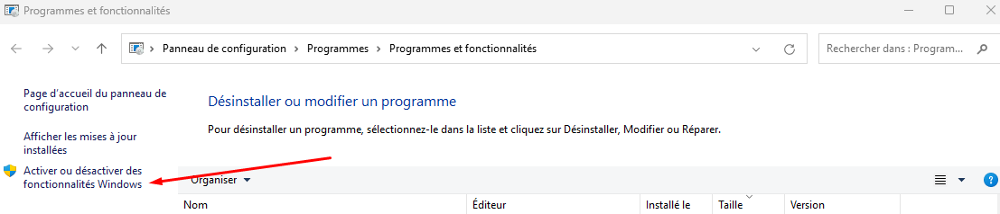 Programmes et fonctionnalités
Panneau de configuration > Programmes > Programmes et fonctionnalités
Rechercher dans : Program...
Page d'accueil du panneau de
configuration
Afficher les mises à jour
installées
Activer ou désactiver des
fonctionnalités Windows
Désinstaller ou modifier un programme
Pour désinstaller un programme, sélectionnez-le dans la liste et cliquez sur Désinstaller, Modifier ou Réparer.
Organiser
Nom Éditeur Installé le Taille Version